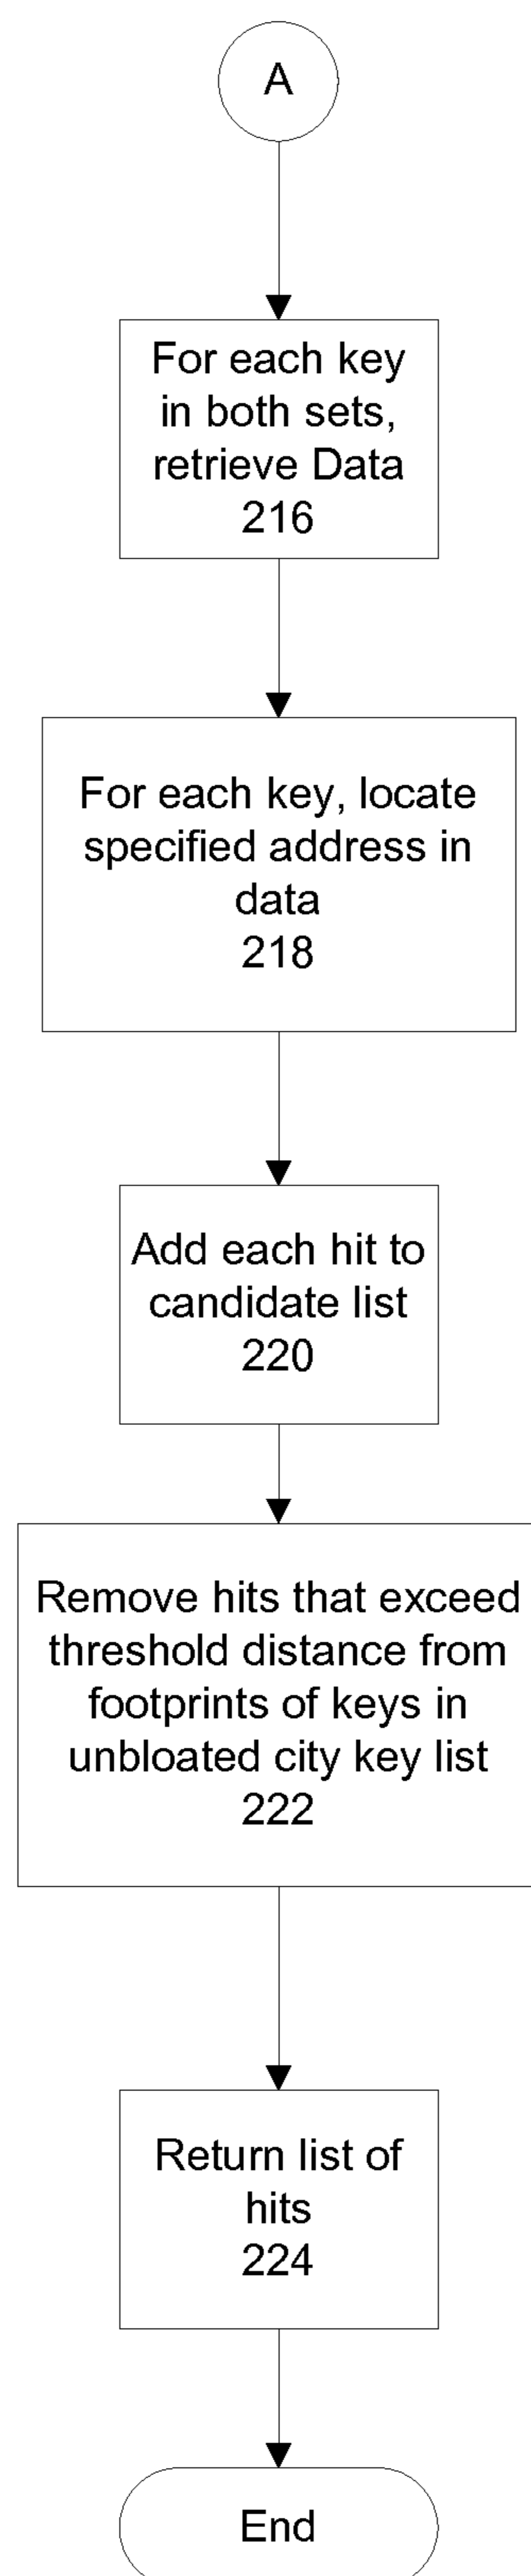 A
For each key
in both sets,
retrieve Data
216
For each key, locate
specified address in
data
218
Add each hit to
candidate list
220
Remove hits that exceed
threshold distance from
footprints of keys in
unbloated city key list
222
Return list of
hits
224
End